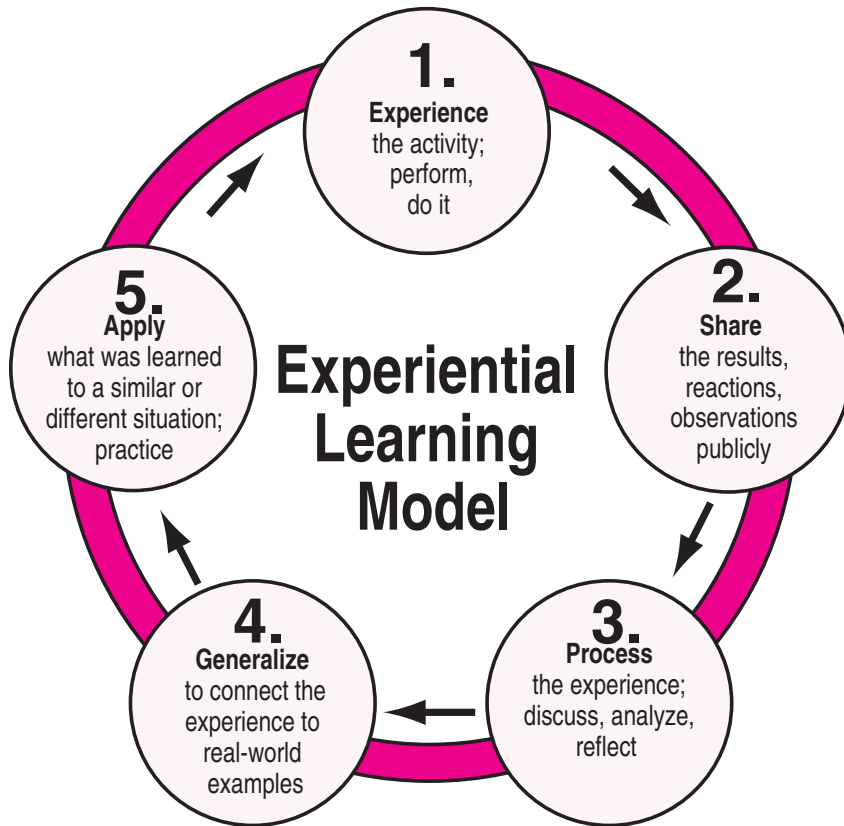 1.
Experience
the activity;
perform,
do it
2.
Share
the results,
reactions,
observations
publicly
3.
Process
the experience;
discuss, analyze,
reflect
4.
Generalize
to connect the
experience to
real-world
examples
5.
Apply
what was learned
to a similar or
different situation;
practice
Experiential
Learning
Model